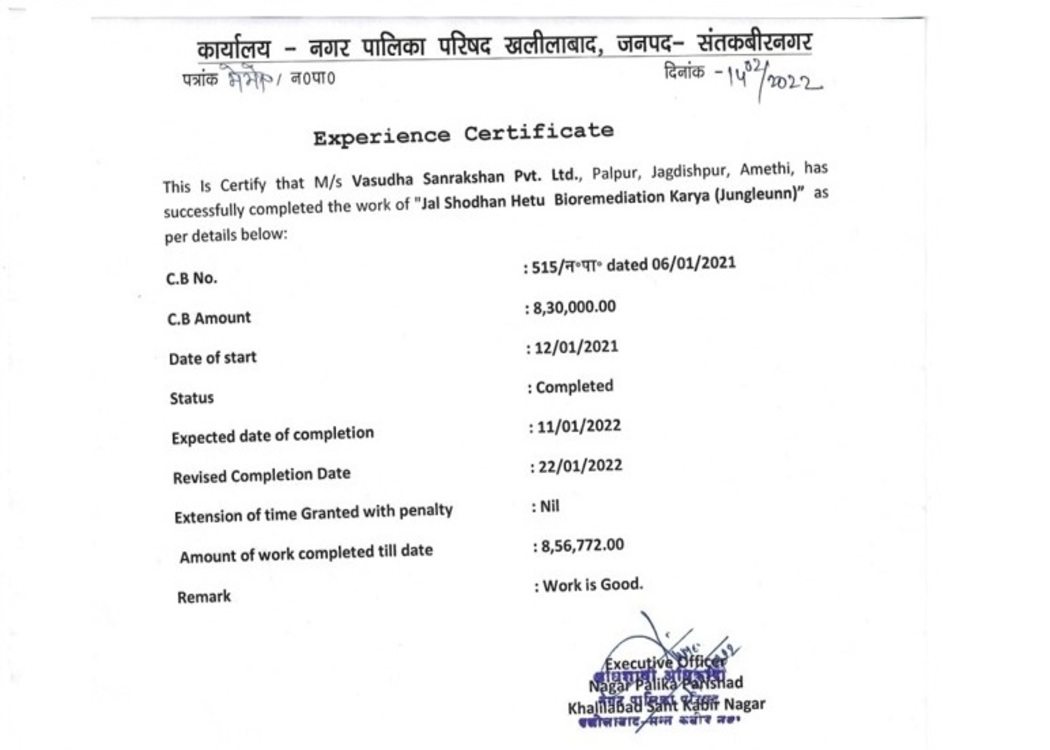 कार्यालय – नगर पालिका परिषद खलीलाबाद, जनपद– संतकबीरनगर
पत्रांक मेमो / न०पा० दिनांक -14/02/2022
Experience Certificate
This Is Certify that M/s Vasudha Sanrakshan Pvt. Ltd., Palpur, Jagdishpur, Amethi, has
successfully completed the work of "Jal Shodhan Hetu Bioremediation Karya (Jungleunn)" as
per details below:
C.B No. : 515/न॰पा॰ dated 06/01/2021
C.B Amount : 8,30,000.00
Date of start : 12/01/2021
Status : Completed
Expected date of completion : 11/01/2022
Revised Completion Date : 22/01/2022
Extension of time Granted with penalty : Nil
Amount of work completed till date : 8,56,772.00
Remark : Work is Good.
Executive Officer
अधिशासी अधिकारी
Nagar Palika Parishad
नगर पालिका परिषद
Khalilabad Sant Kabir Nagar
खलीलाबाद, सन्त कबीर नगर